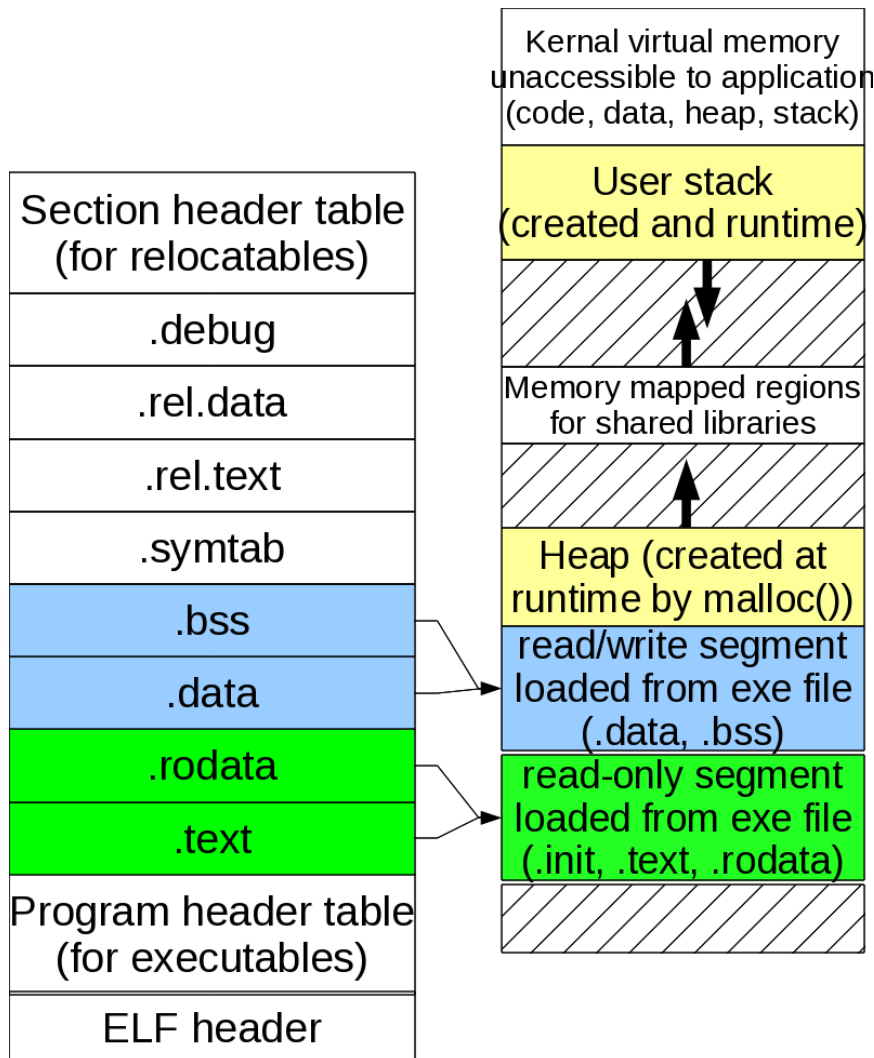 Kernal virtual memory
unaccessible to application
(code, data, heap, stack)
User stack
(created and runtime)
Memory mapped regions
for shared libraries
Heap (created at
runtime by malloc())
read/write segment
loaded from exe file
(.data, .bss)
read-only segment
loaded from exe file
(.init, .text, .rodata)
Section header table
(for relocatables)
.debug
.rel.data
.rel.text
.symtab
.bss
.data
.rodata
.text
Program header table
(for executables)
ELF header